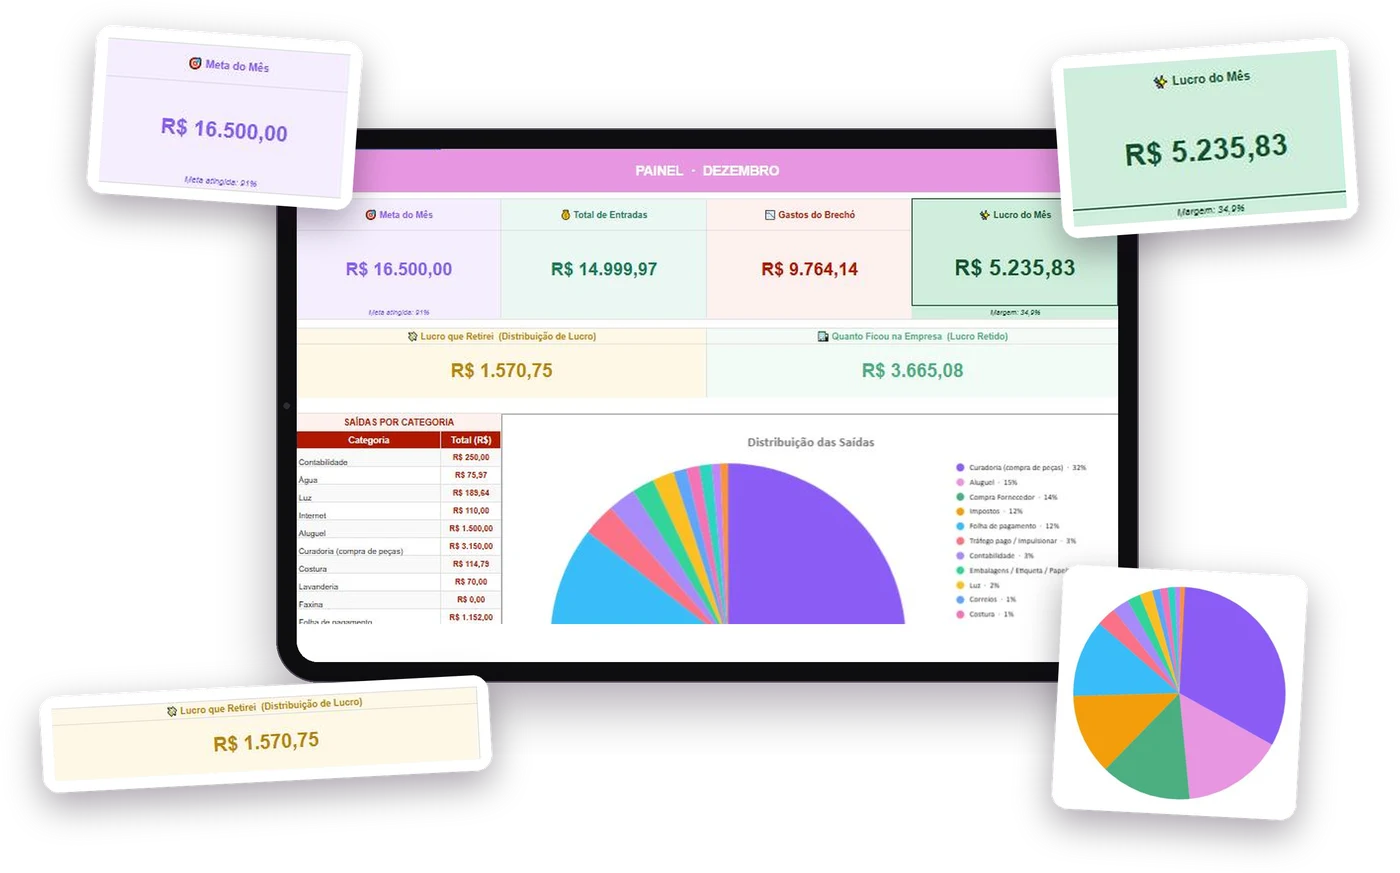 Meta do Mês
R$ 16.500,00
Meta atingida: 91%
Lucro do Mês
R$ 5.235,83
Margem: 34,9%
PAINEL - DEZEMBRO
Meta do Mês
R$ 16.500,00
Meta atingida: 91%
Total de Entradas
R$ 14.999,97
Gastos do Brechó
R$ 9.764,14
Lucro do Mês
R$ 5.235,83
Margem: 34,9%
Lucro que Retirei (Distribuição de Lucro)
R$ 1.570,75
Quanto Ficou na Empresa (Lucro Retido)
R$ 3.665,08
SAÍDAS POR CATEGORIA
Categoria Total (R$)
Contabilidade R$ 250,00
Água R$ 75,97
Luz R$ 189,64
Internet R$ 110,00
Aluguel R$ 1.500,00
Curadoria (compra de peças) R$ 3.150,00
Costura R$ 114,79
Lavanderia R$ 70,00
Faxina R$ 0,00
Folha de pagamento R$ 1.152,00
Distribuição das Saídas
Curadoria (compra de peças) · 32%
Aluguel · 15%
Compra Fornecedor · 14%
Impostos · 12%
Folha de pagamento · 12%
Tráfego pago / Impulsionar · 3%
Contabilidade · 3%
Embalagens / Etiqueta / Pape
Luz · 2%
Correios · 1%
Costura · 1%
Lucro que Retirei (Distribuição de Lucro)
R$ 1.570,75